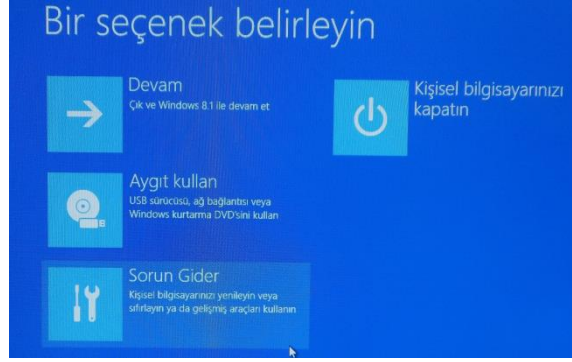 Bir seçenek belirleyin
Devam
Çık ve Windows 8.1 ile devam et
Kişisel bilgisayarınızı
kapatın
Aygıt kullan
USB sürücüsü, ağ bağlantısı veya
Windows kurtarma DVD'sini kullan
Sorun Gider
Kişisel bilgisayarınızı yenileyin veya
sıfırlayın ya da gelişmiş araçları kullanın